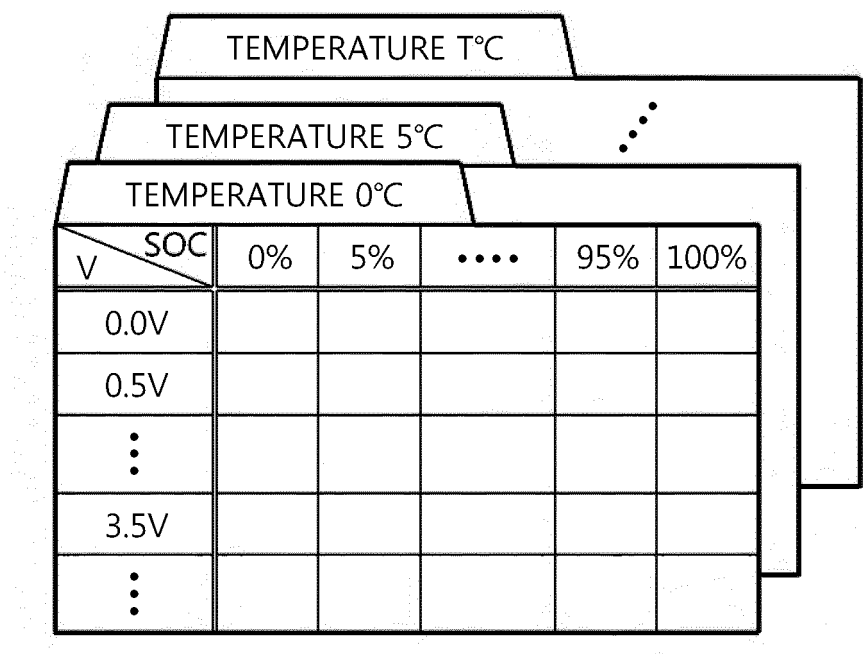 TEMPERATURE T℃
TEMPERATURE 5℃
TEMPERATURE 0℃
V SOC 0% 5% •••• 95% 100%
0.0V
0.5V
⋮
3.5V
⋮